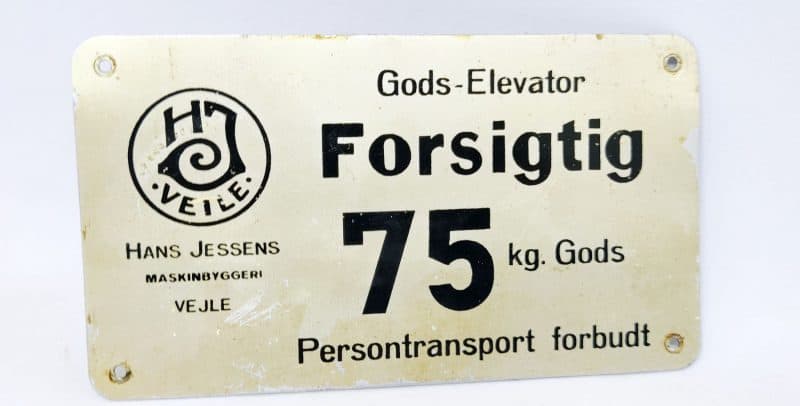 HJ
· VEJLE ·
HANS JESSENS
MASKINBYGGERI
VEJLE
Gods-Elevator
Forsigtig
75 kg. Gods
Persontransport forbudt